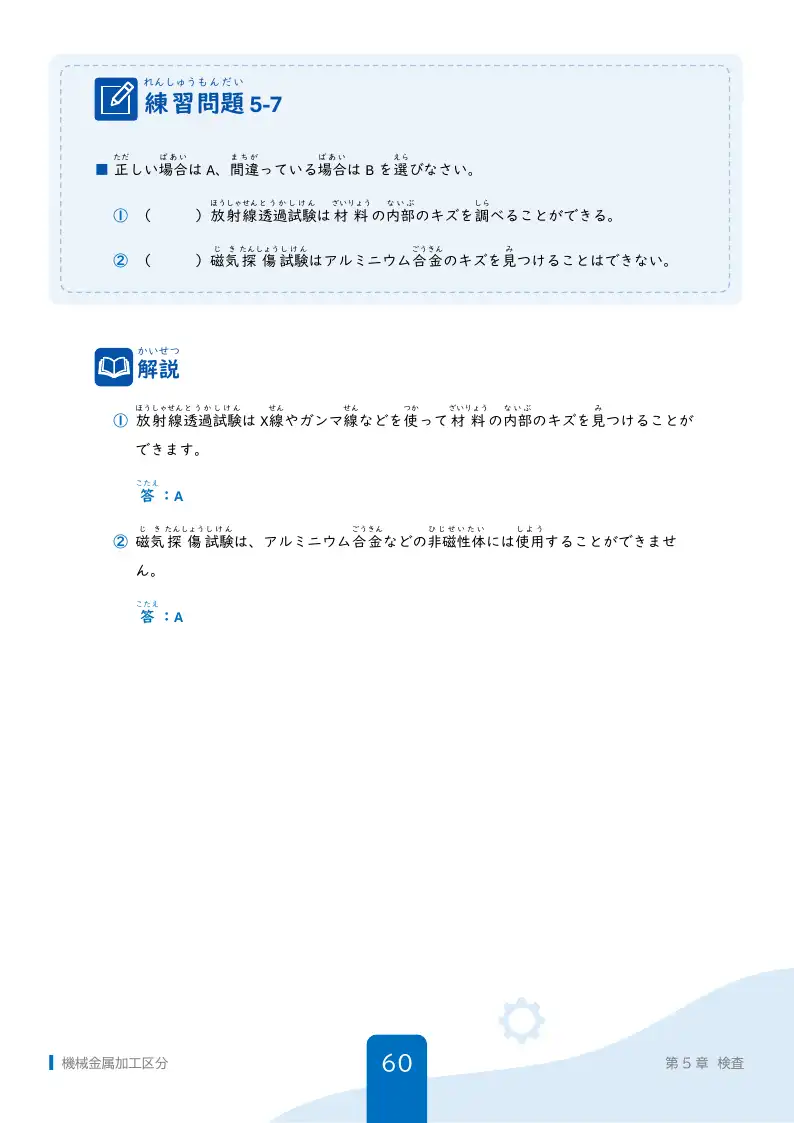 れんしゅうもんだい
練習問題 5-7
ただ ばあい まちが ばあい えら
■ 正しい場合は A、間違っている場合は B を選びなさい。
ほうしゃせんとうかしけん ざいりょう ないぶ しら
① （　　　）放射線透過試験は材料の内部のキズを調べることができる。
じきたんしょうしけん ごうきん み
② （　　　）磁気探傷試験はアルミニウム合金のキズを見つけることはできない。
かいせつ
解説
ほうしゃせんとうかしけん せん せん つか ざいりょう ないぶ み
① 放射線透過試験は X線やガンマ線などを使って材料の内部のキズを見つけることが
できます。
こたえ
答：A
じきたんしょうしけん ごうきん ひじせいたい しよう
② 磁気探傷試験は、アルミニウム合金などの非磁性体には使用することができませ
ん。
こたえ
答：A
機械金属加工区分
60
第 5 章 検査